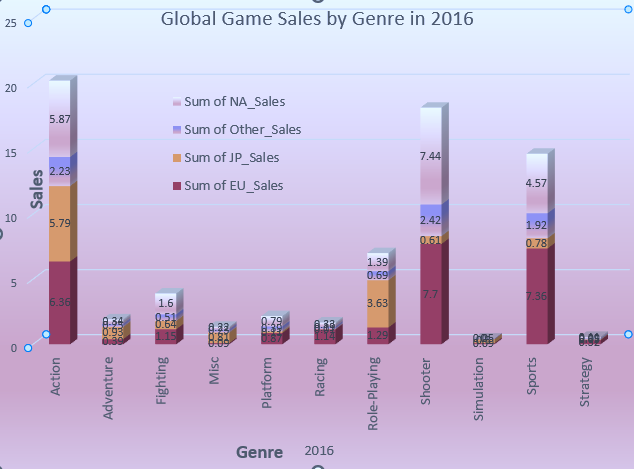 Global Game Sales by Genre in 2016
25
20
15
10
5
0
Sales
Sum of NA_Sales
Sum of Other_Sales
Sum of JP_Sales
Sum of EU_Sales
5.87
2.23
5.79
6.36
1.6
0.51
0.64
1.15
0.79
0.87
1.14
1.39
0.69
3.63
1.29
7.44
2.42
0.61
7.7
4.57
1.92
0.78
7.36
Action
Adventure
Fighting
Misc
Platform
Racing
Role-Playing
Shooter
Simulation
Sports
Strategy
Genre
2016